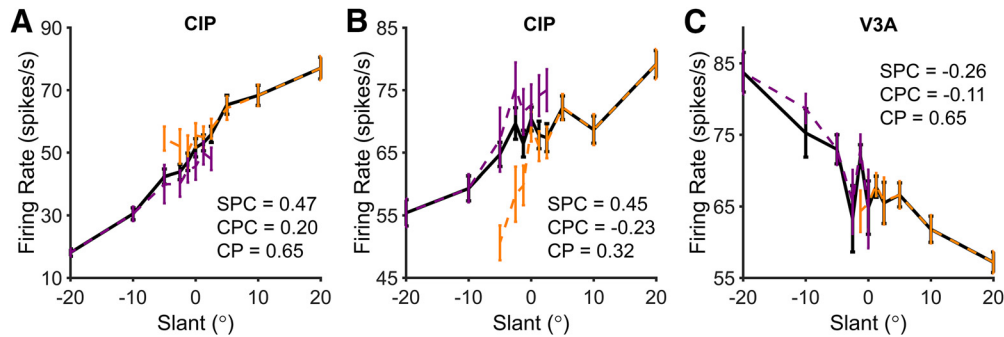 A
CIP
Firing Rate (spikes/s)
90
70
50
30
10
SPC = 0.47
CPC = 0.20
CP = 0.65
-20 -10 0 10 20
Slant (°)
B
CIP
Firing Rate (spikes/s)
85
75
65
55
45
SPC = 0.45
CPC = -0.23
CP = 0.32
-20 -10 0 10 20
Slant (°)
C
V3A
Firing Rate (spikes/s)
85
75
65
55
SPC = -0.26
CPC = -0.11
CP = 0.65
-20 -10 0 10 20
Slant (°)